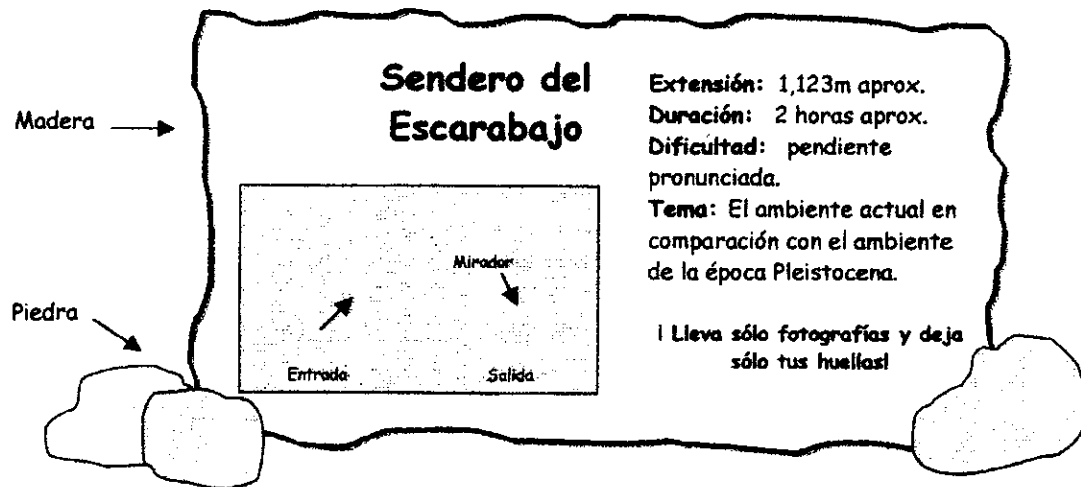 Sendero del
Escarabajo
Extensión: 1,123m aprox.
Duración: 2 horas aprox.
Dificultad: pendiente
pronunciada.
Tema: El ambiente actual en
comparación con el ambiente
de la época Pleistocena.
¡ Lleva sólo fotografías y deja
sólo tus huellas!
Madera
Piedra
Mirador
Entrada
Salida